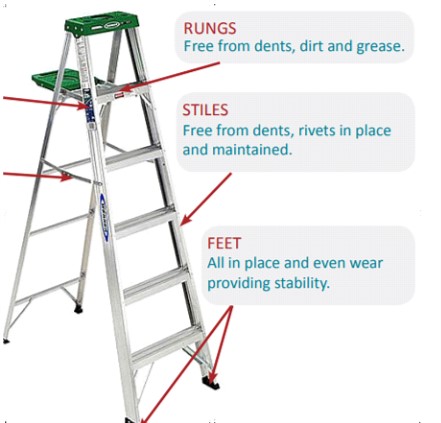 RUNGS
Free from dents, dirt and grease.
STILES
Free from dents, rivets in place
and maintained.
FEET
All in place and even wear
providing stability.